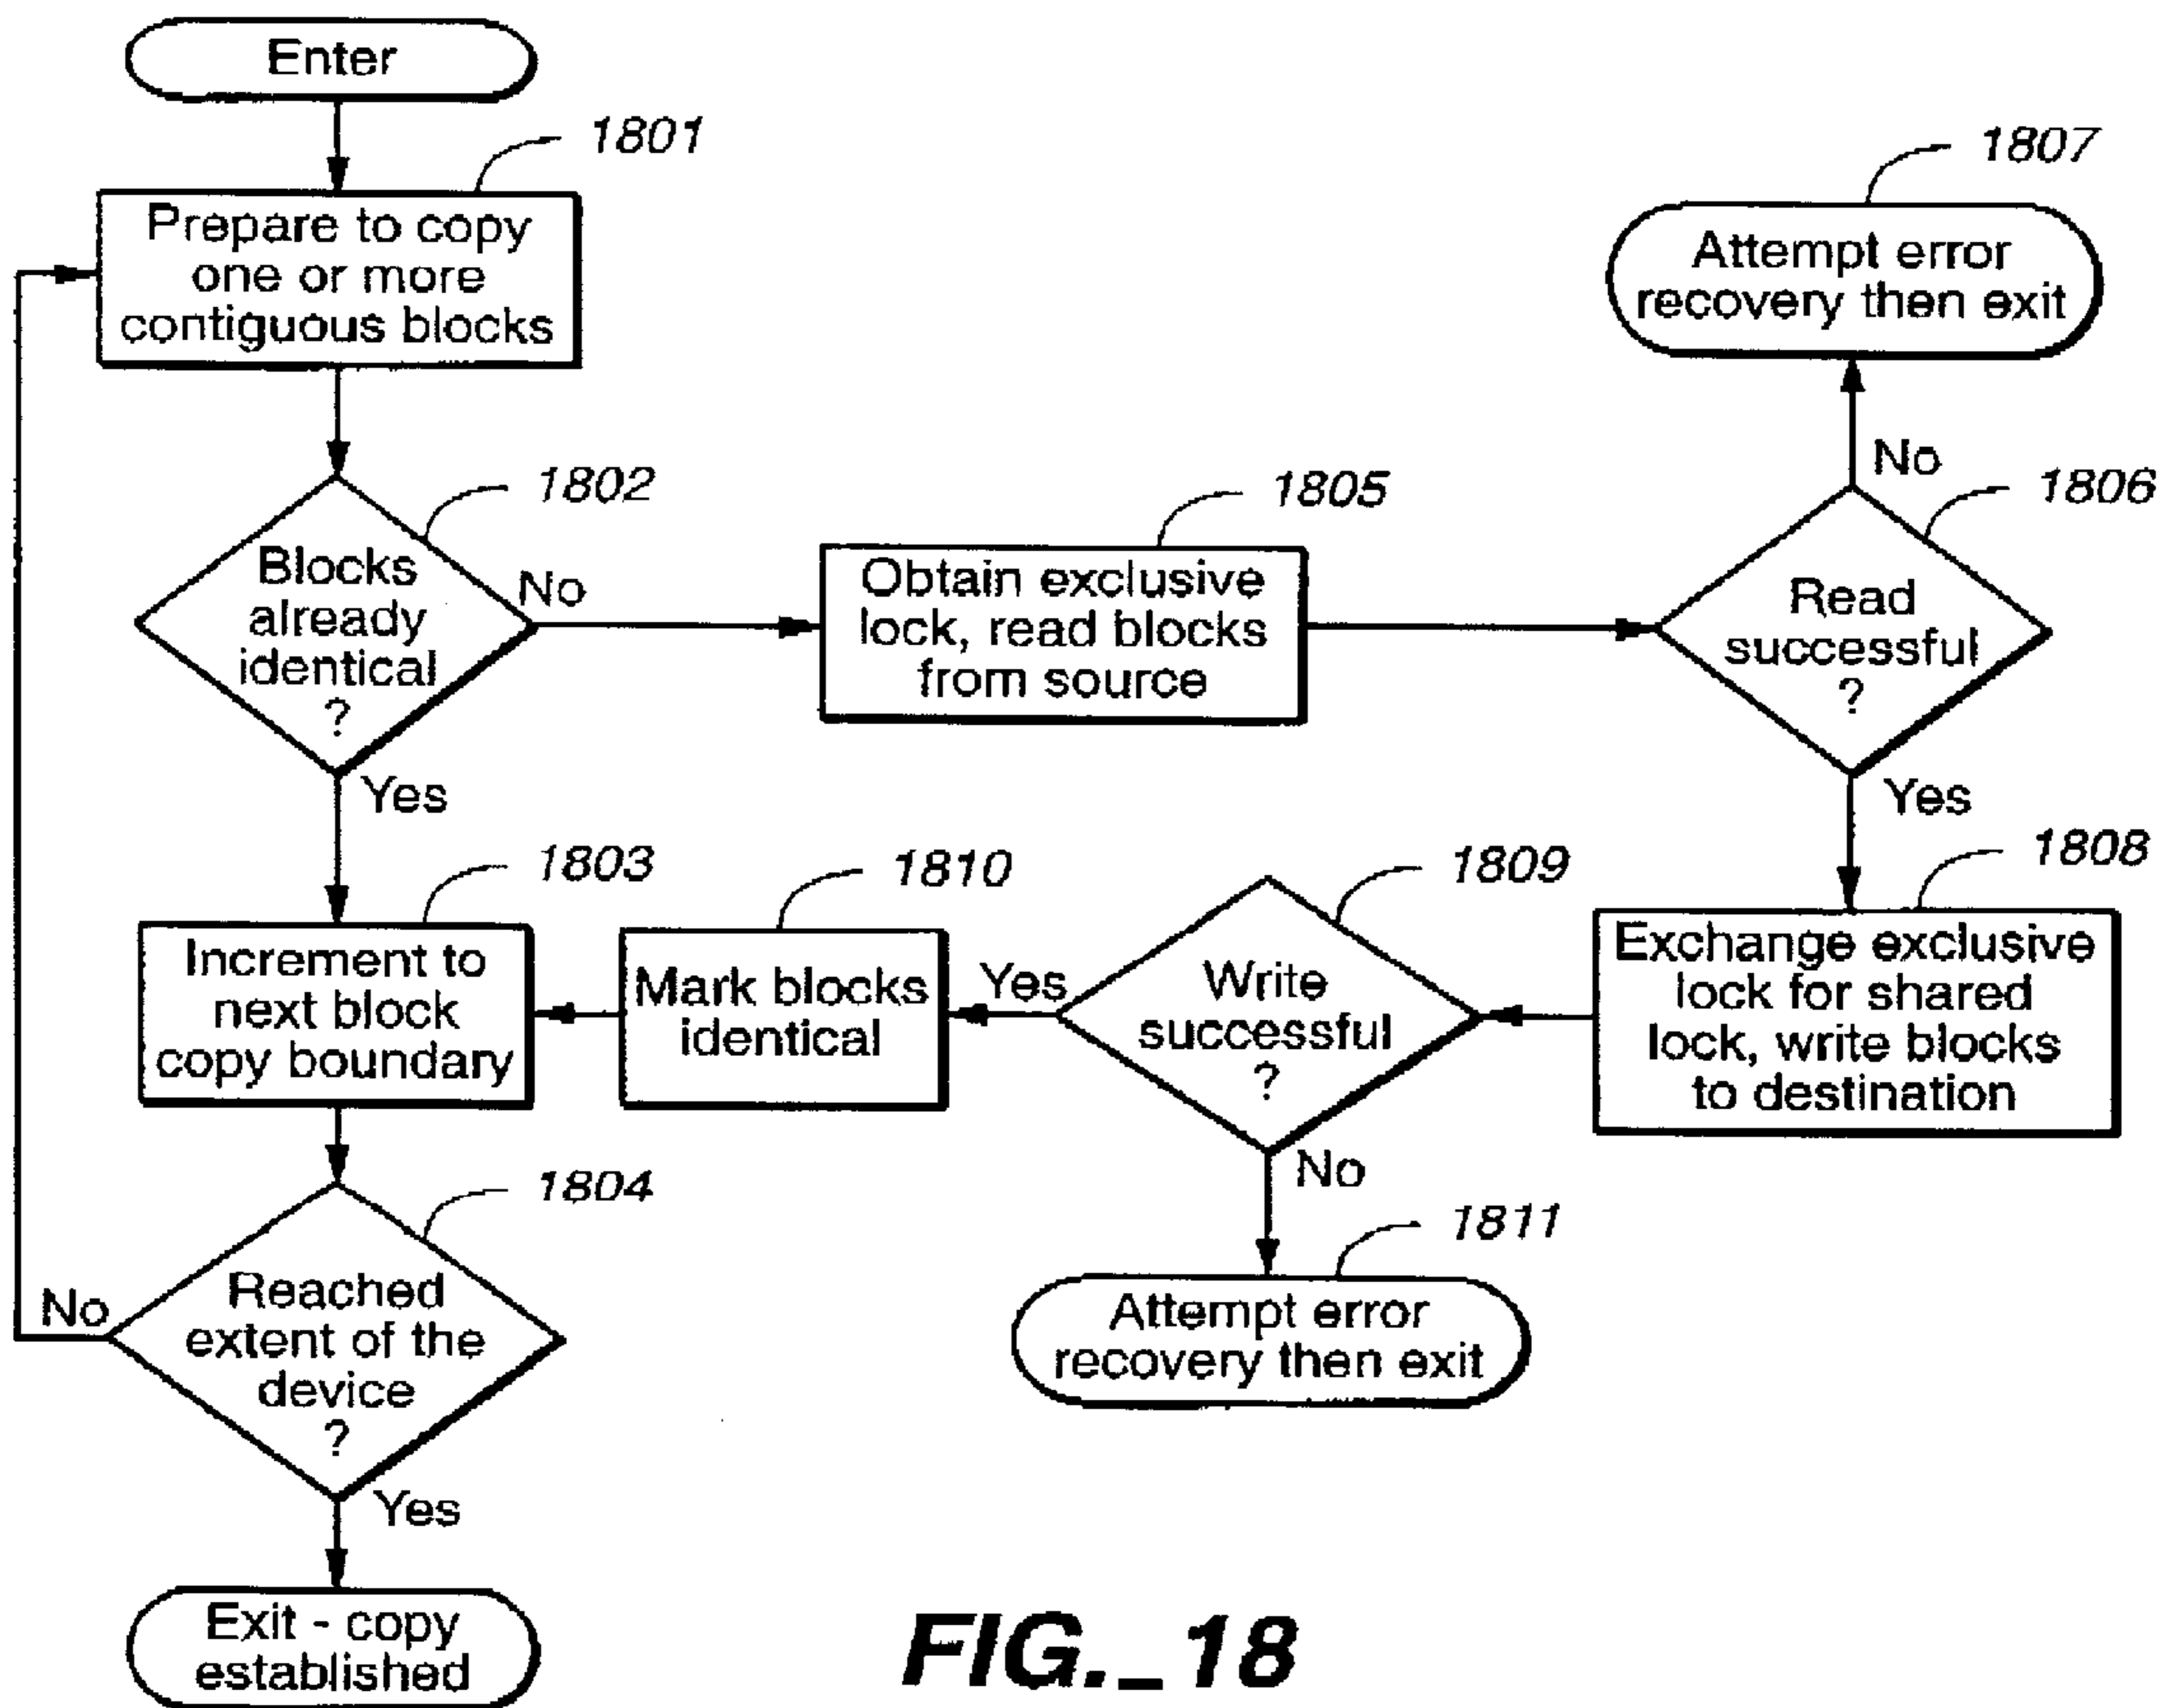 Enter
1801
Prepare to copy
one or more
contiguous blocks
1807
Attempt error
recovery then exit
No
1802
Blocks
already
identical
?
No
Yes
1805
Obtain exclusive
lock, read blocks
from source
1806
Read
successful
?
Yes
1803
Increment to
next block
copy boundary
1810
Mark blocks
identical
Yes
1809
Write
successful
?
No
1808
Exchange exclusive
lock for shared
lock, write blocks
to destination
1804
Reached
extent of the
device
?
No
Yes
1811
Attempt error
recovery then exit
Exit - copy
established
FIG._18